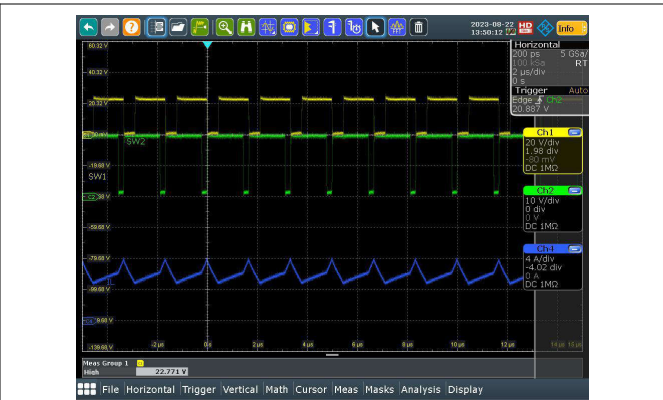 2023-08-22
13:50:12
HD
Info
60.32 V
40.32 V
20.32 V
-19.68 V
-59.68 V
-79.68 V
-99.68 V
-139.68 V
SW2
SW1
C2
IL
-2 µs
0 s
2 µs
4 µs
6 µs
8 µs
10 µs
12 µs
14 µs
Horizontal
200 ps 5 GSa/
100 kSa RT
2 µs/div
0 s
Trigger Auto
Edge Ch2
20.887 V
Ch1
20 V/div
1.98 div
-80 mV
DC 1MΩ
Ch2
10 V/div
0 div
0 V
DC 1MΩ
Ch4
4 A/div
-4.02 div
0 A
DC 1MΩ
Meas Group 1
High 22.771 V
File Horizontal Trigger Vertical Math Cursor Meas Masks Analysis Display